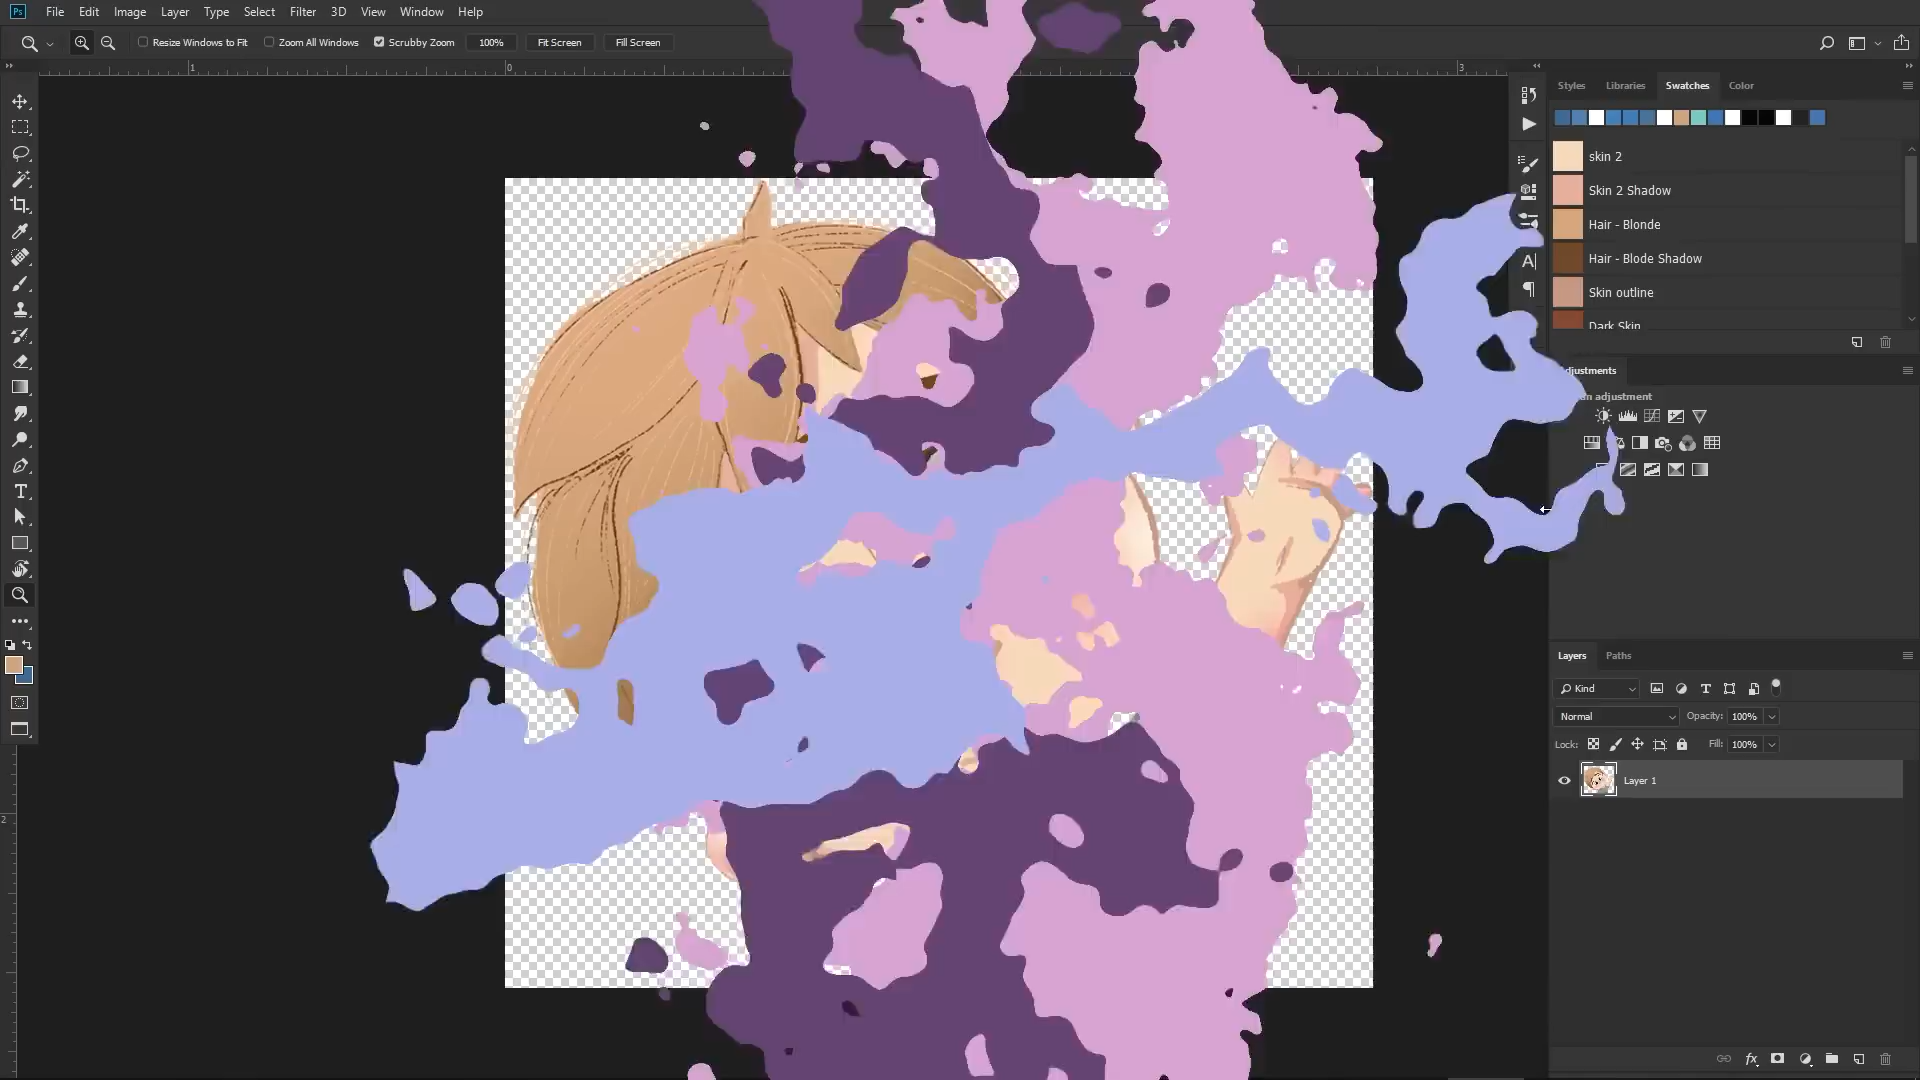 Ps File Edit Image Layer Type Select Filter 3D View Window Help
Resize Windows to Fit Zoom All Windows Scrubby Zoom 100% Fit Screen Fill Screen
1 0 3
Styles Libraries Swatches Color
skin 2
Skin 2 Shadow
Hair - Blonde
Hair - Blode Shadow
Skin outline
Dark Skin
djustments
an adjustment
Layers Paths
Kind
Normal Opacity: 100%
Lock: Fill: 100%
Layer 1
2